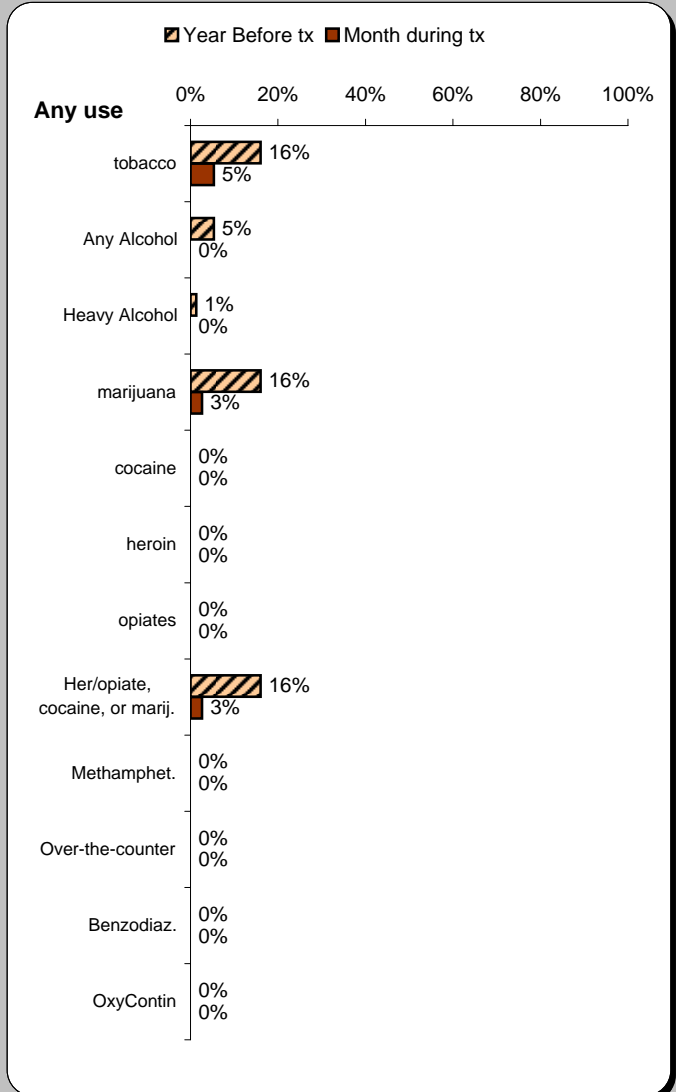 Year Before tx Month during tx
0% 20% 40% 60% 80% 100%
Any use
tobacco
16%
5%
Any Alcohol
5%
0%
Heavy Alcohol
1%
0%
marijuana
16%
3%
cocaine
0%
0%
heroin
0%
0%
opiates
0%
0%
Her/opiate,
cocaine, or marij.
16%
3%
Methamphet.
0%
0%
Over-the-counter
0%
0%
Benzodiaz.
0%
0%
OxyContin
0%
0%